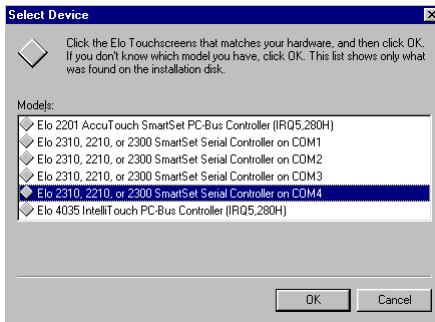 Select Device
Click the Elo Touchscreens that matches your hardware, and then click OK.
If you don't know which model you have, click OK. This list shows only what
was found on the installation disk.
Models:
Elo 2201 AccuTouch SmartSet PC-Bus Controller (IRQ5,280H)
Elo 2310, 2210, or 2300 SmartSet Serial Controller on COM1
Elo 2310, 2210, or 2300 SmartSet Serial Controller on COM2
Elo 2310, 2210, or 2300 SmartSet Serial Controller on COM3
Elo 2310, 2210, or 2300 SmartSet Serial Controller on COM4
Elo 4035 IntelliTouch PC-Bus Controller (IRQ5,280H)
OK
Cancel